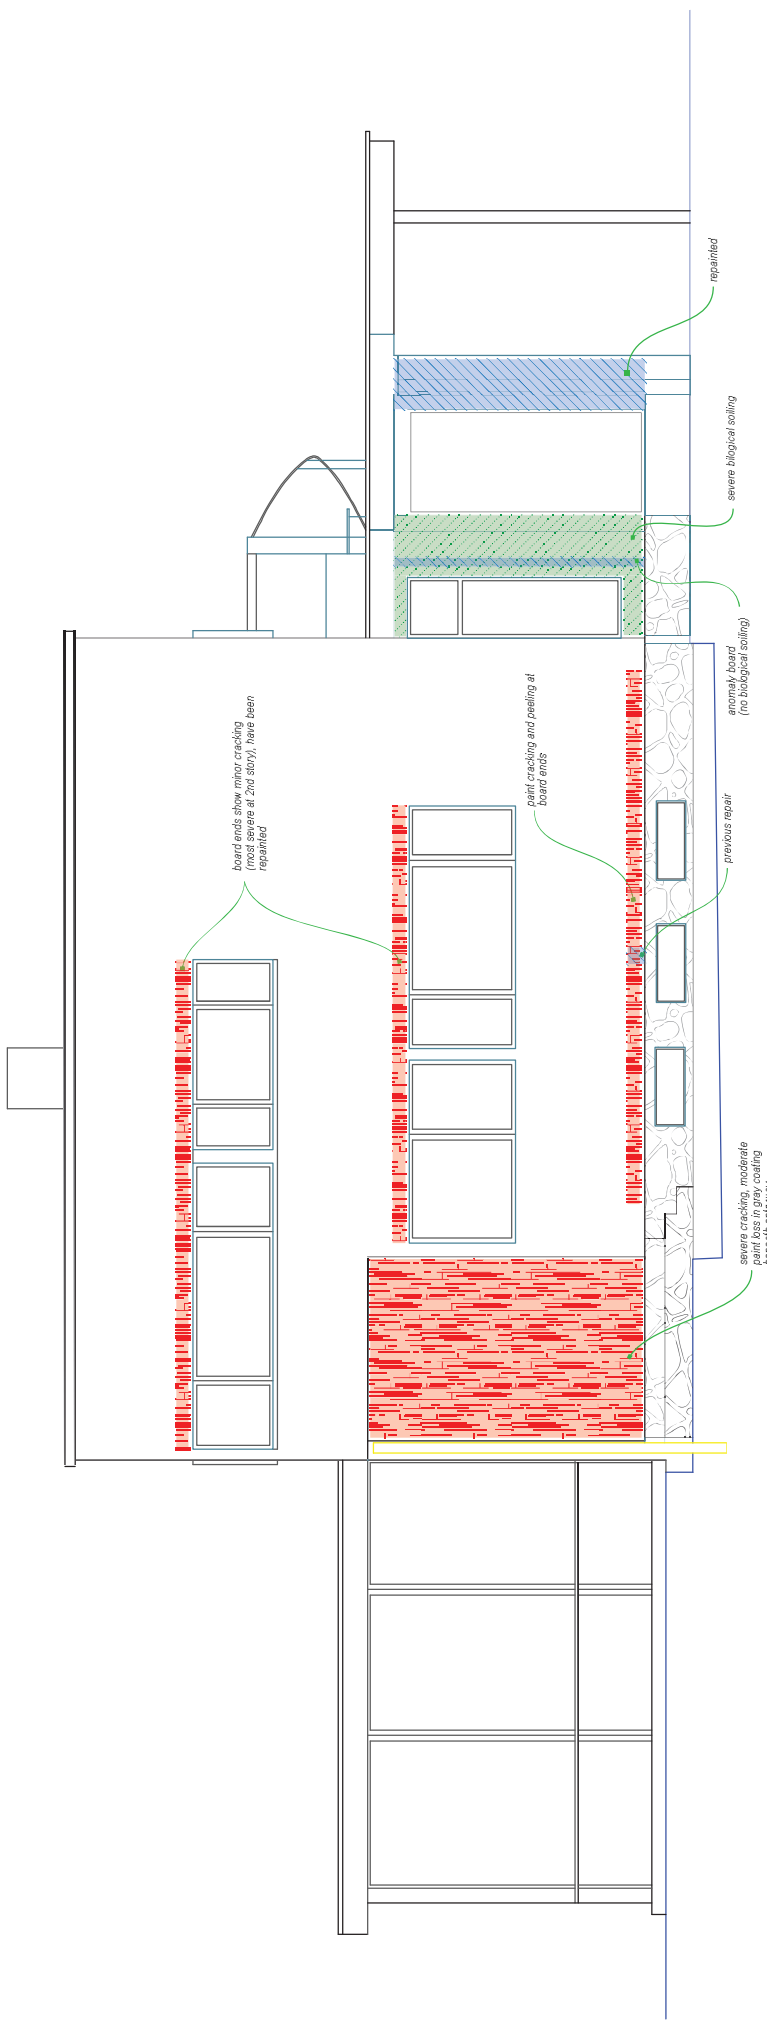 board ends show minor cracking
(most severe at 2nd story), have been
repainted
severe cracking, moderate
paint loss in gray coating
paint cracking and peeling at
board ends
previous repair
anomaly board
(no biological soiling)
severe bilogical soiling
repainted